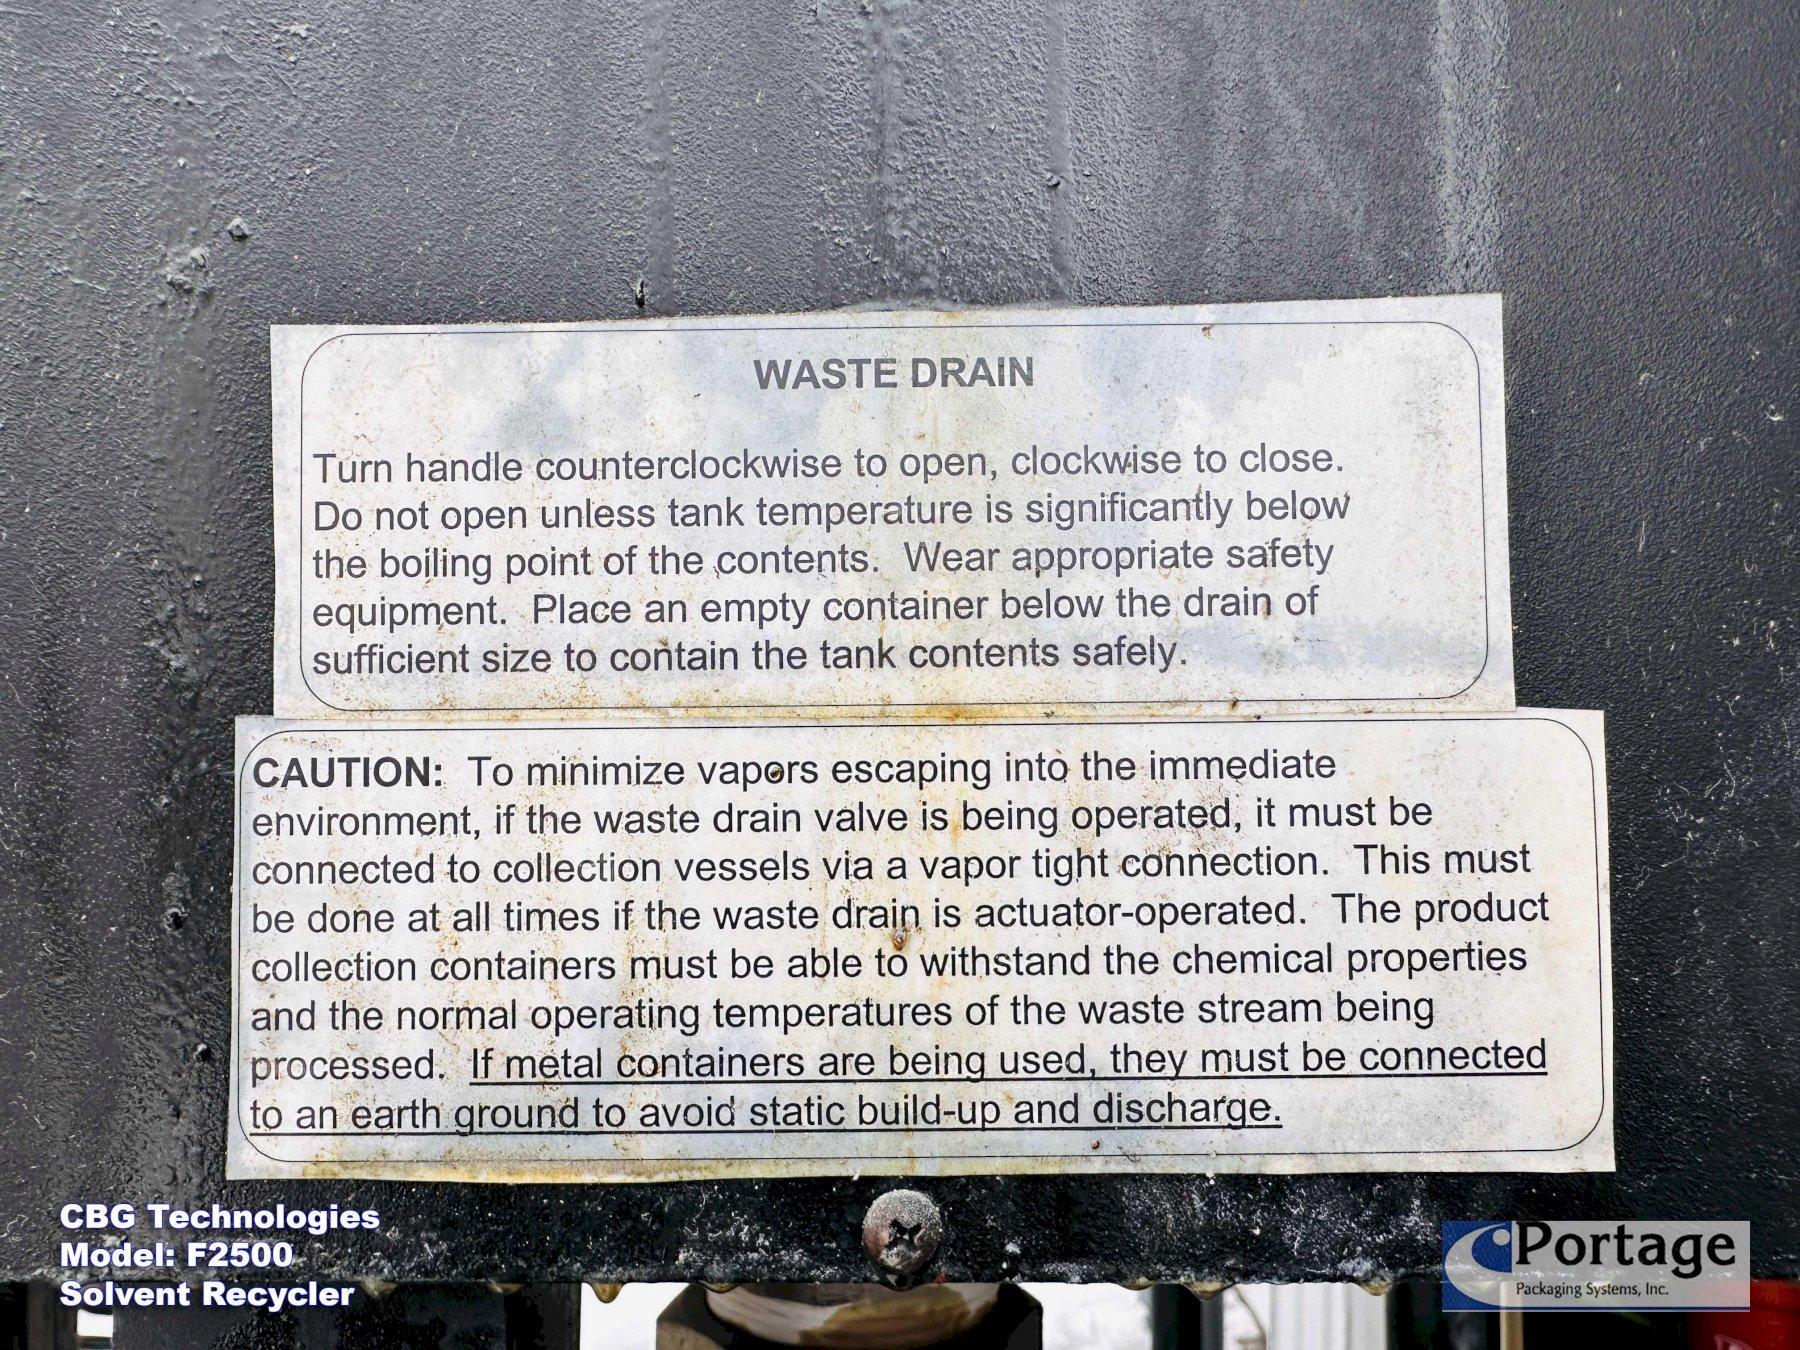 WASTE DRAIN
Turn handle counterclockwise to open, clockwise to close.
Do not open unless tank temperature is significantly below
the boiling point of the contents.  Wear appropriate safety
equipment.  Place an empty container below the drain of
sufficient size to contain the tank contents safely.
CAUTION:  To minimize vapors escaping into the immediate
environment, if the waste drain valve is being operated, it must be
connected to collection vessels via a vapor tight connection.  This must
be done at all times if the waste drain is actuator-operated.  The product
collection containers must be able to withstand the chemical properties
and the normal operating temperatures of the waste stream being
processed.  If metal containers are being used, they must be connected
to an earth ground to avoid static build-up and discharge.
CBG Technologies
Model: F2500
Solvent Recycler
Portage
Packaging Systems, Inc.